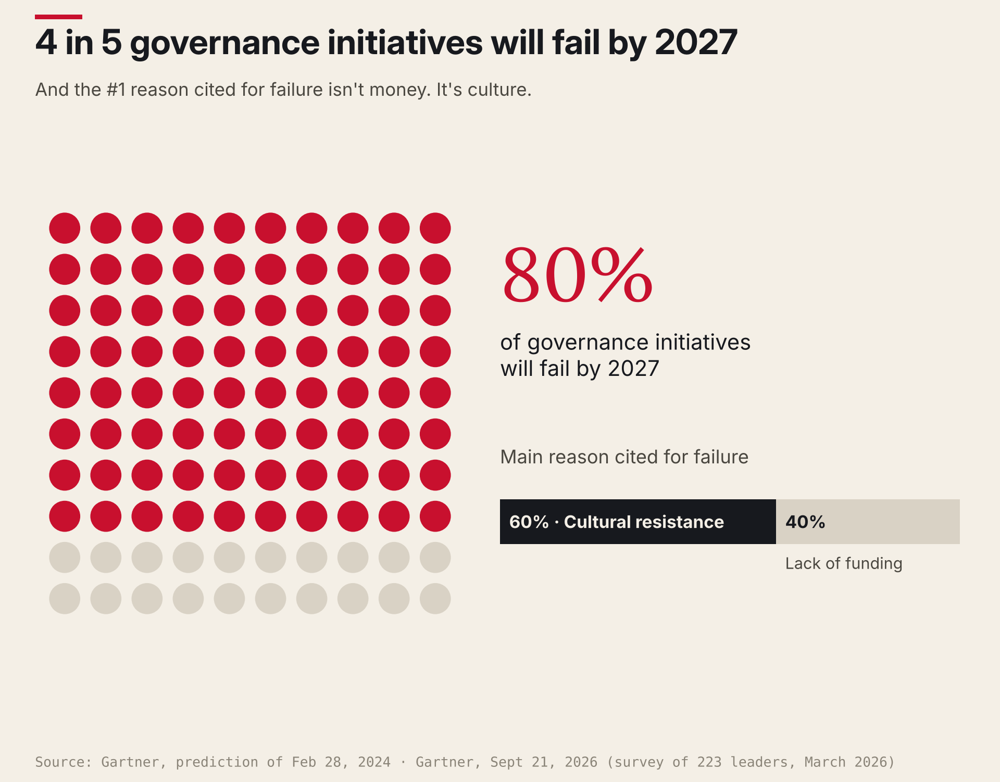 4 in 5 governance initiatives will fail by 2027
And the #1 reason cited for failure isn't money. It's culture.
80%
of governance initiatives
will fail by 2027
Main reason cited for failure
60% · Cultural resistance
40%
Lack of funding
Source: Gartner, prediction of Feb 28, 2024 · Gartner, Sept 21, 2026 (survey of 223 leaders, March 2026)